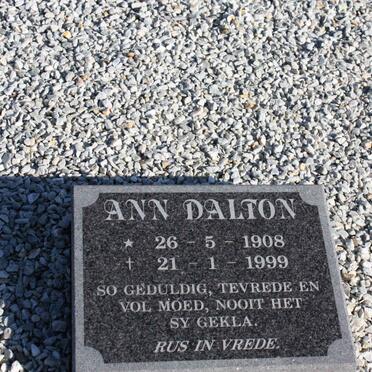 ANN DALTON
★ 26 - 5 - 1908
† 21 - 1 - 1999
SO GEDULDIG, TEVREDE EN
VOL MOED, NOOIT HET
SY GEKLA.
RUS IN VREDE.